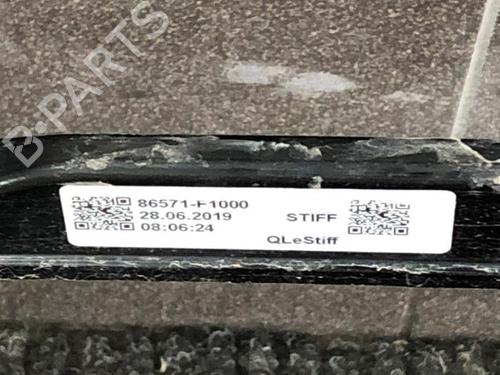 B-PARTS
86571-F1000
28.06.2019 STIFF
08:06:24 QLeStiff